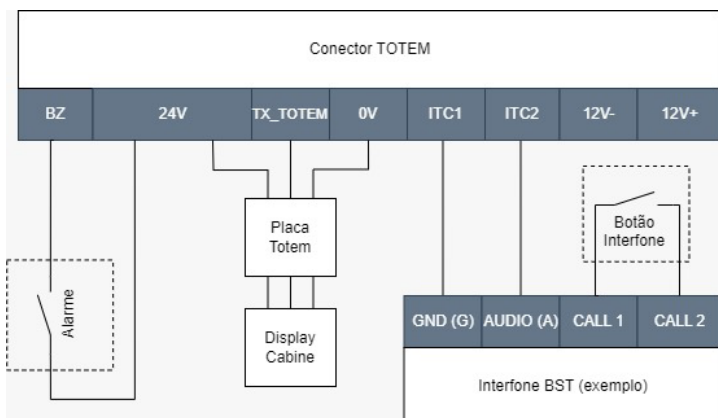 Conector TOTEM
BZ 24V TX_TOTEM 0V ITC1 ITC2 12V- 12V+
Placa
Totem
Botão
Interfone
Alarme
Display
Cabine
GND (G) AUDIO (A) CALL 1 CALL 2
Interfone BST (exemplo)